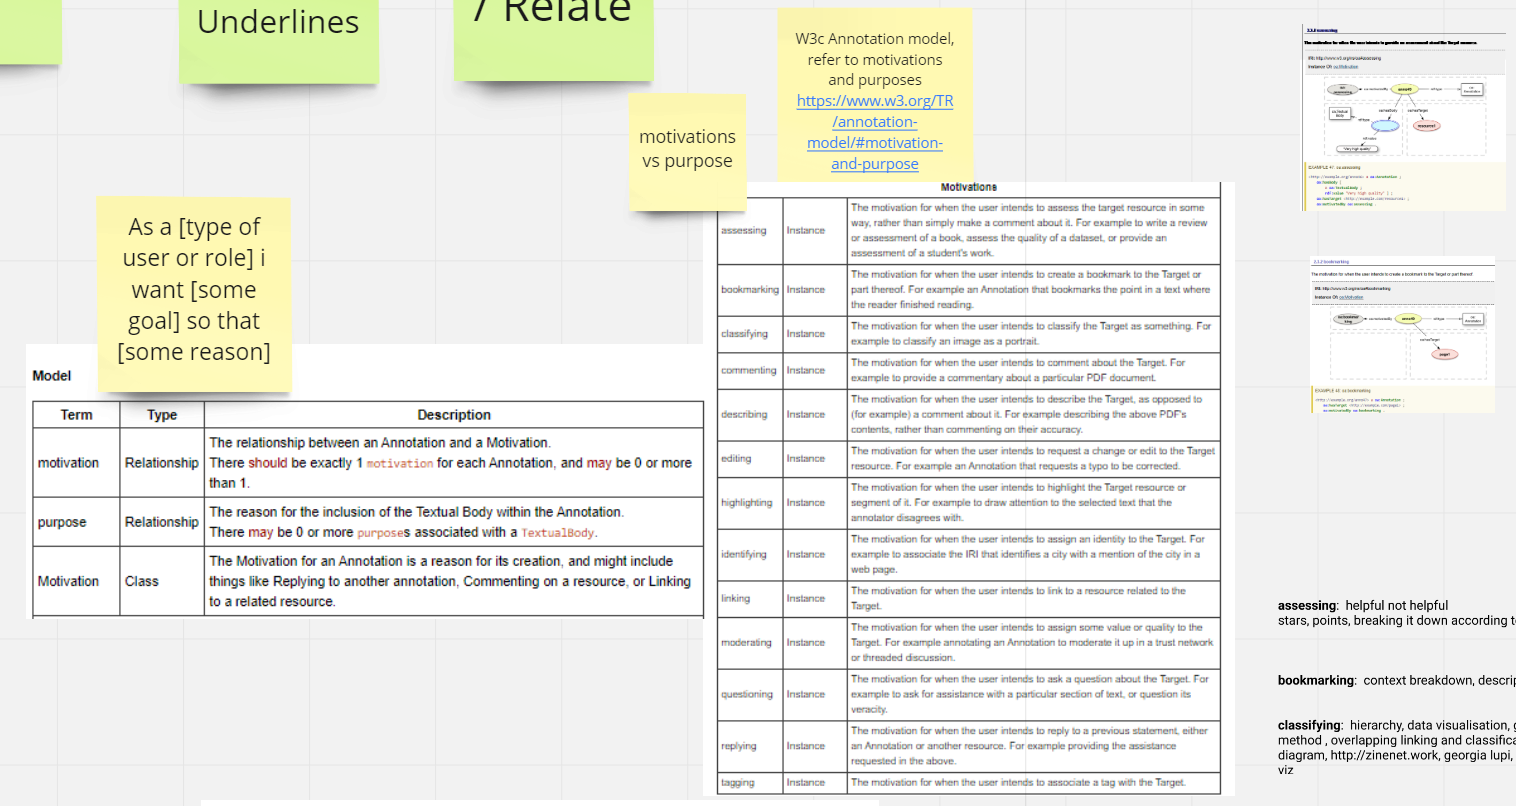 Underlines
/ Relate
W3c Annotation model,
refer to motivations
and purposes
https://www.w3.org/TR
/annotation-
model/#motivation-
and-purpose
motivations
vs purpose
As a [type of
user or role] i
want [some
goal] so that
[some reason]
Model
Term Type Description
motivation Relationship The relationship between an Annotation and a Motivation.
There should be exactly 1 motivation for each Annotation, and may be 0 or more
than 1.
purpose Relationship The reason for the inclusion of the Textual Body within the Annotation.
There may be 0 or more purposes associated with a TextualBody.
Motivation Class The Motivation for an Annotation is a reason for its creation, and might include
things like Replying to another annotation, Commenting on a resource, or Linking
to a related resource.
Motivations
assessing Instance The motivation for when the user intends to assess the target resource in some
way, rather than simply make a comment about it. For example to write a review
or assessment of a book, assess the quality of a dataset, or provide an
assessment of a student's work.
bookmarking Instance The motivation for when the user intends to create a bookmark to the Target or
part thereof. For example an Annotation that bookmarks the point in a text where
the reader finished reading.
classifying Instance The motivation for when the user intends to classify the Target as something. For
example to classify an image as a portrait.
commenting Instance The motivation for when the user intends to comment about the Target. For
example to provide a commentary about a particular PDF document.
describing Instance The motivation for when the user intends to describe the Target, as opposed to
(for example) a comment about it. For example describing the above PDF's
contents, rather than commenting on their accuracy.
editing Instance The motivation for when the user intends to request a change or edit to the Target
resource. For example an Annotation that requests a typo to be corrected.
highlighting Instance The motivation for when the user intends to highlight the Target resource or
segment of it. For example to draw attention to the selected text that the
annotator disagrees with.
identifying Instance The motivation for when the user intends to assign an identity to the Target. For
example to associate the IRI that identifies a city with a mention of the city in a
web page.
linking Instance The motivation for when the user intends to link to a resource related to the
Target.
moderating Instance The motivation for when the user intends to assign some value or quality to the
Target. For example annotating an Annotation to moderate it up in a trust network
or threaded discussion.
questioning Instance The motivation for when the user intends to ask a question about the Target. For
example to ask for assistance with a particular section of text, or question its
veracity.
replying Instance The motivation for when the user intends to reply to a previous statement, either
an Annotation or another resource. For example providing the assistance
requested in the above.
tagging Instance The motivation for when the user intends to associate a tag with the Target.
assessing: helpful not helpful
stars, points, breaking it down according
bookmarking: context breakdown,
classifying: hierarchy, data visualisation,
method , overlapping linking and
diagram, http://zinenet.work, georgia lupi,
viz